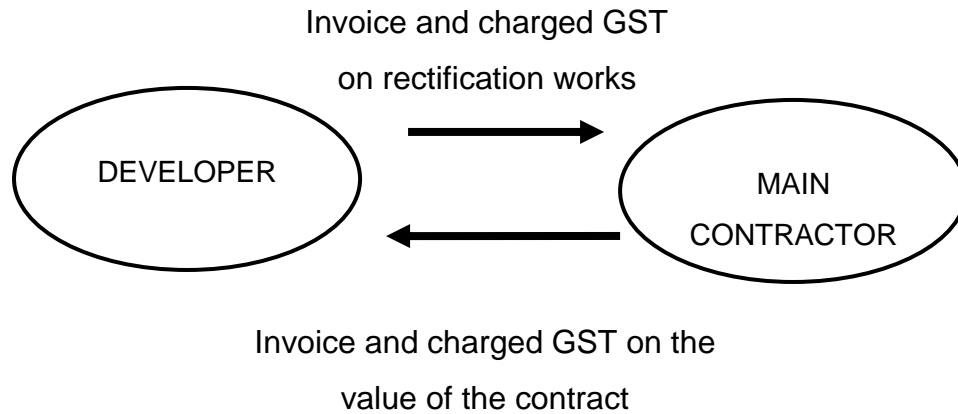 Invoice and charged GST
on rectification works
DEVELOPER
MAIN
CONTRACTOR
Invoice and charged GST on the
value of the contract